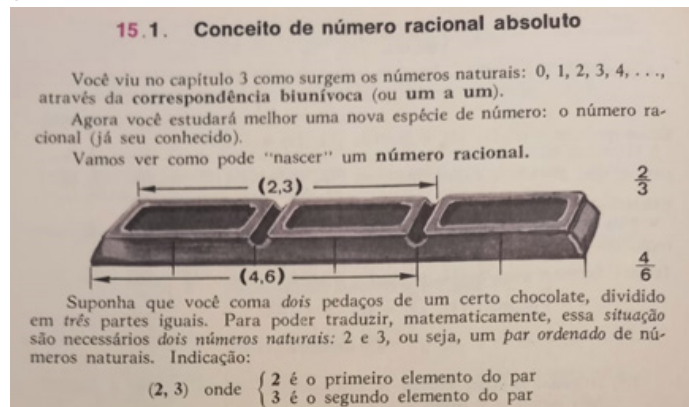 15.1. Conceito de número racional absoluto
Você viu no capítulo 3 como surgem os números naturais: 0, 1, 2, 3, 4, . . .,
através da correspondência biunívoca (ou um a um).
Agora você estudará melhor uma nova espécie de número: o número ra-
cional (já seu conhecido).
Vamos ver como pode "nascer" um número racional.
(2,3)
2/3
(4,6)
4/6
Suponha que você coma dois pedaços de um certo chocolate, dividido
em três partes iguais. Para poder traduzir, matematicamente, essa situação
são necessários dois números naturais: 2 e 3, ou seja, um par ordenado de nú-
meros naturais. Indicação:
(2, 3) onde { 2 é o primeiro elemento do par
3 é o segundo elemento do par